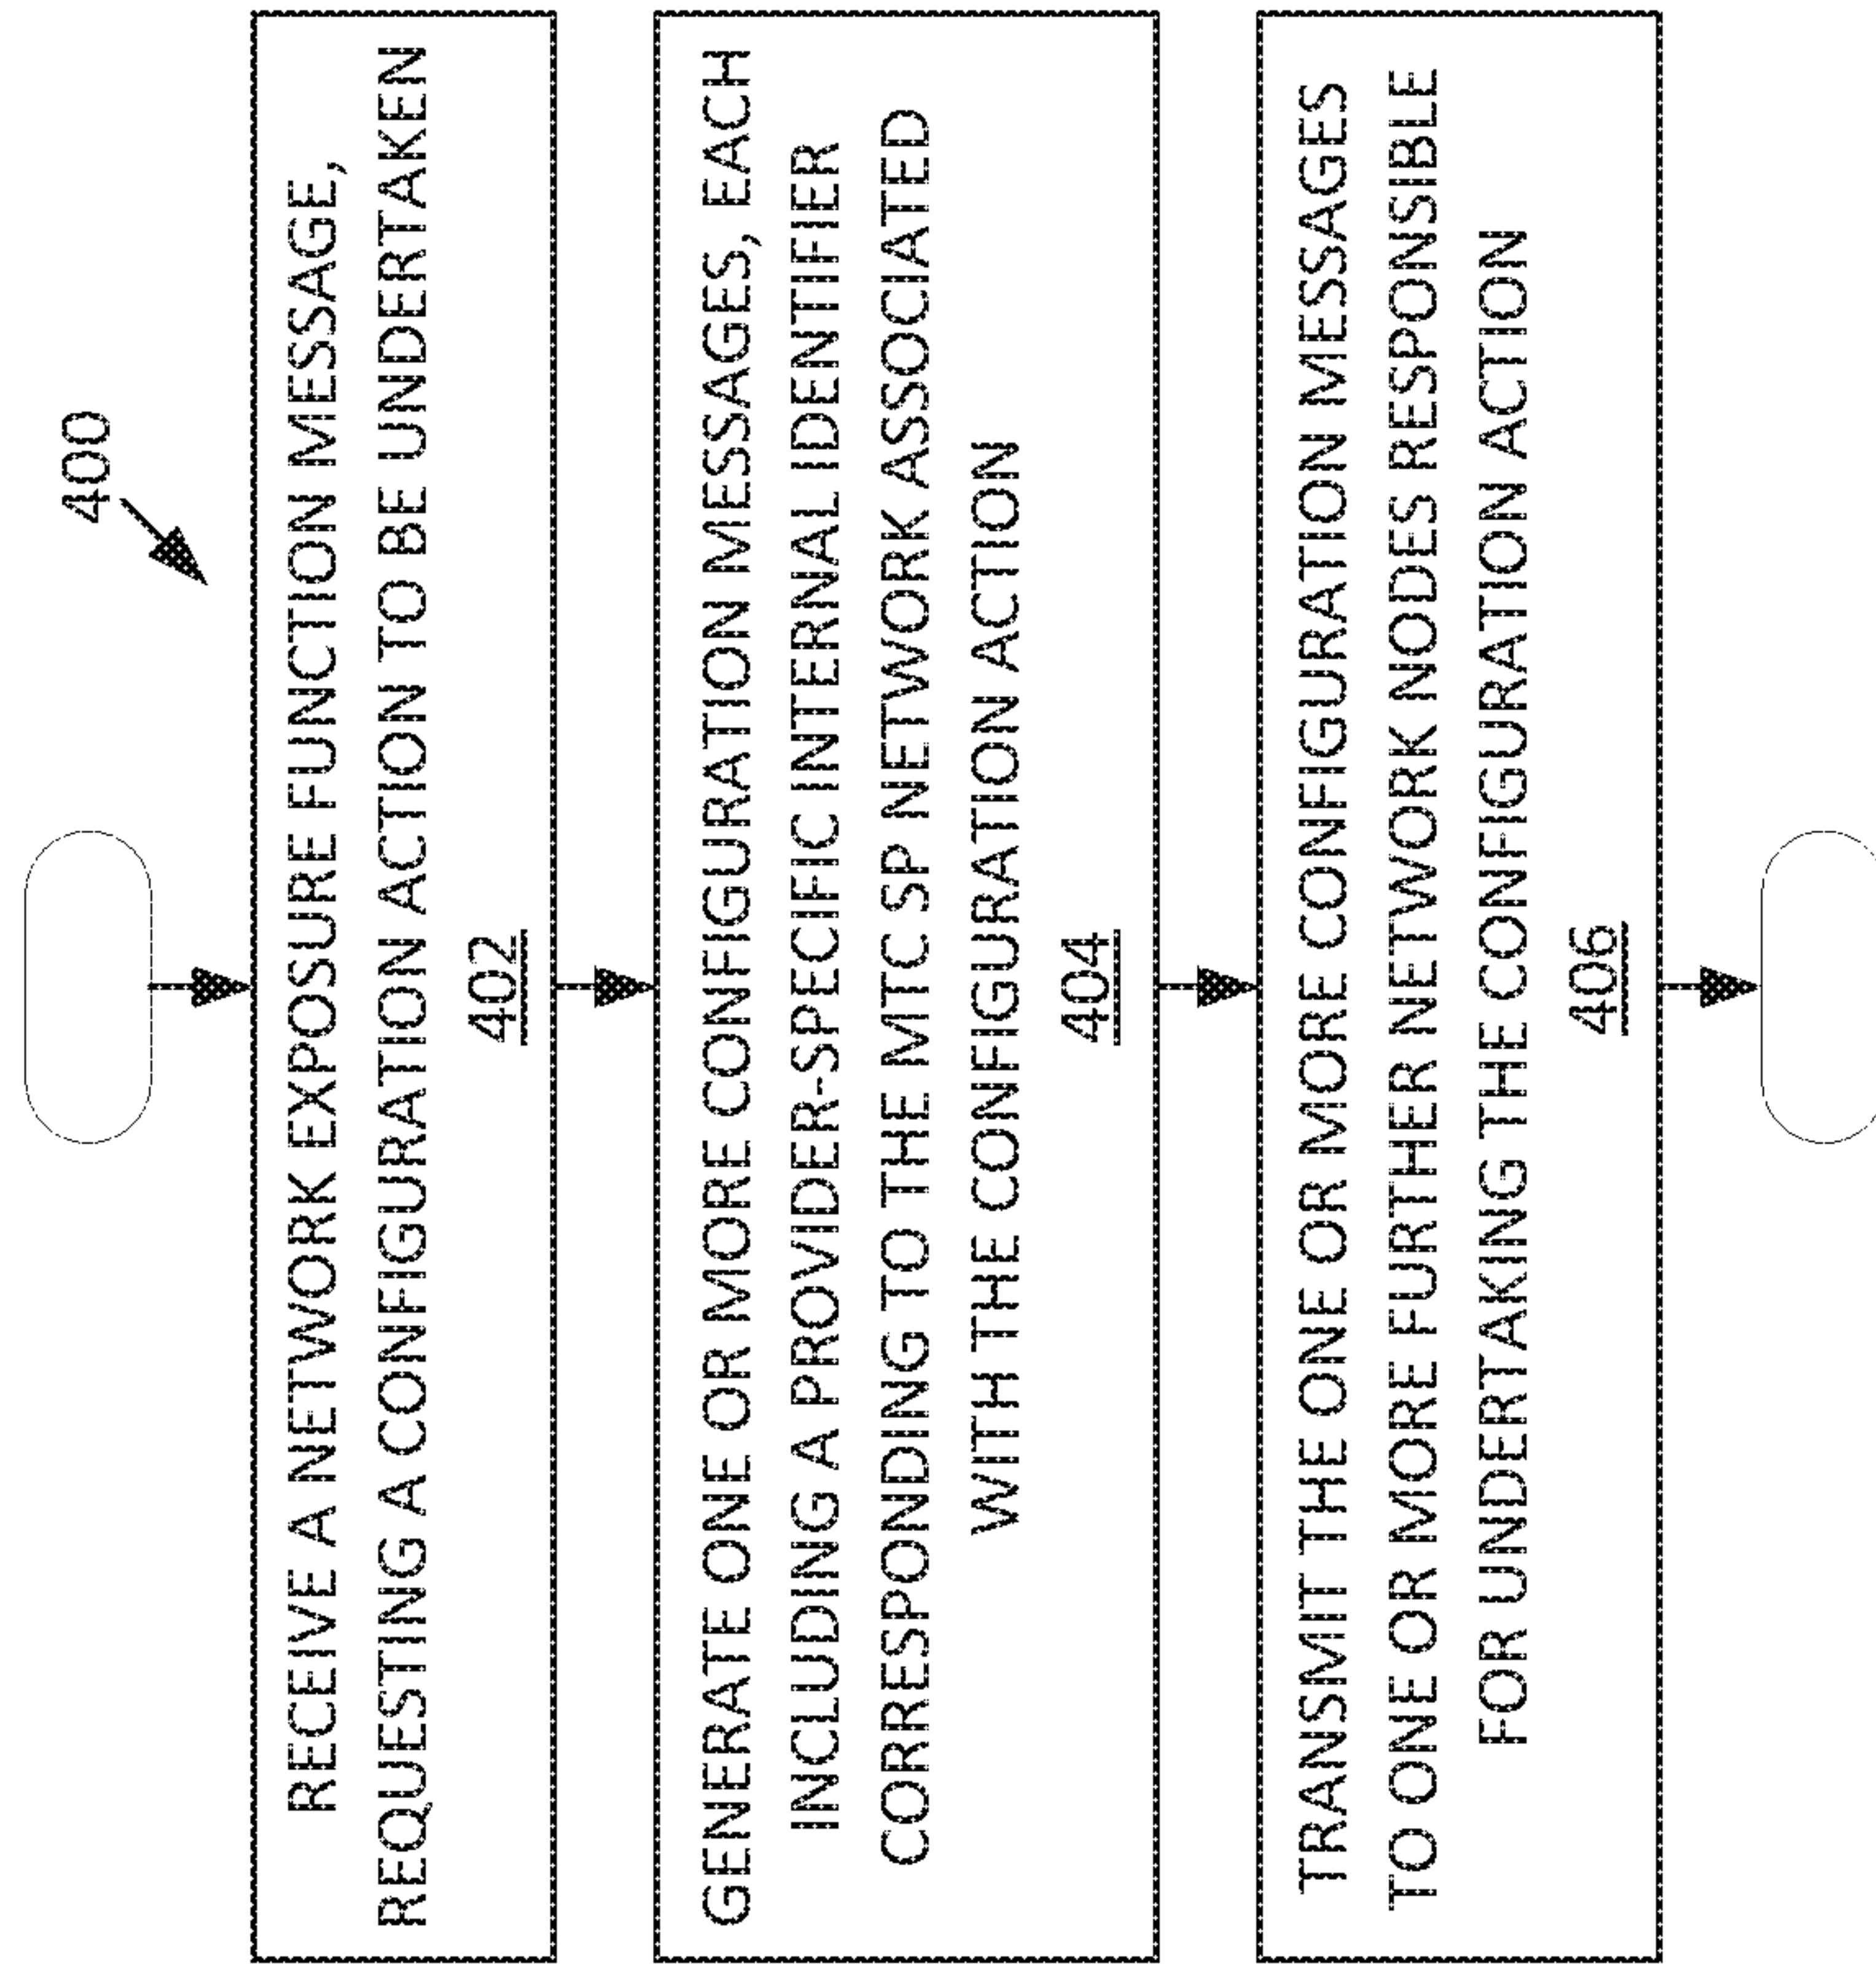 400
RECEIVE A NETWORK EXPOSURE FUNCTION MESSAGE,
REQUESTING A CONFIGURATION ACTION TO BE UNDERTAKEN
402
GENERATE ONE OR MORE CONFIGURATION MESSAGES, EACH
INCLUDING A PROVIDER-SPECIFIC INTERNAL IDENTIFIER
CORRESPONDING TO THE MTC SP NETWORK ASSOCIATED
WITH THE CONFIGURATION ACTION
404
TRANSMIT THE ONE OR MORE CONFIGURATION MESSAGES
TO ONE OR MORE FURTHER NETWORK NODES RESPONSIBLE
FOR UNDERTAKING THE CONFIGURATION ACTION
406